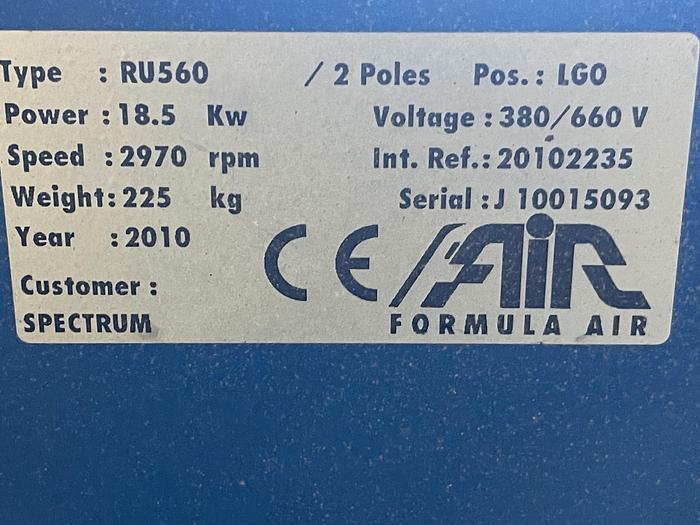 Type : RU560 / 2 Poles Pos.: LG0
Power : 18.5 Kw Voltage : 380/660 V
Speed : 2970 rpm Int. Ref.: 20102235
Weight: 225 kg Serial : J 10015093
Year : 2010
CE AIR
Customer :
SPECTRUM FORMULA AIR